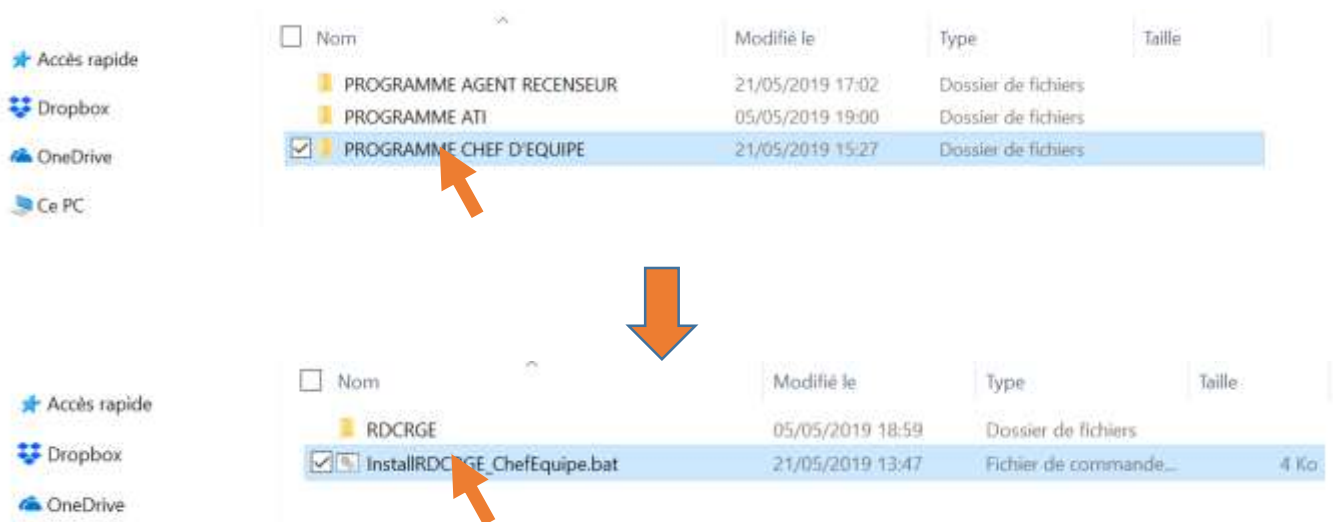 Nom Modifié le Type Taille
Accès rapide
PROGRAMME AGENT RECENSEUR 21/05/2019 17:02 Dossier de fichiers
Dropbox
PROGRAMME ATI 05/05/2019 19:00 Dossier de fichiers
OneDrive
PROGRAMME CHEF D'EQUIPE 21/05/2019 15:27 Dossier de fichiers
Ce PC
Nom Modifié le Type Taille
Accès rapide
RDCRGE 05/05/2019 18:59 Dossier de fichiers
Dropbox
InstallRDCRGE_ChefEquipe.bat 21/05/2019 13:47 Fichier de commande... 4 Ko
OneDrive